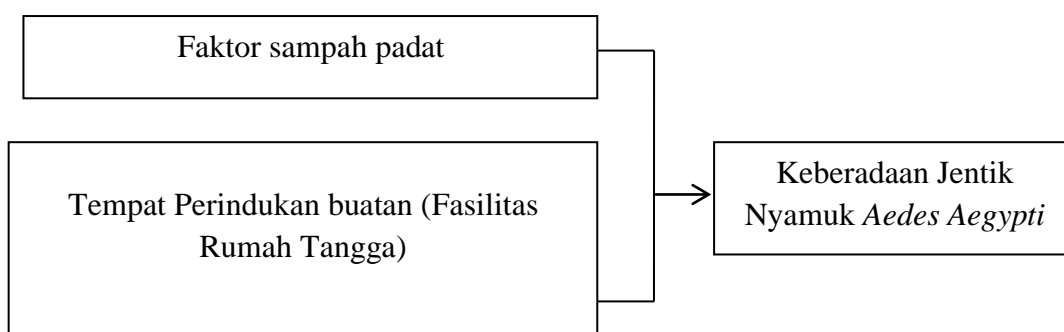 Faktor sampah padat
Tempat Perindukan buatan (Fasilitas
Rumah Tangga)
Keberadaan Jentik
Nyamuk Aedes Aegypti